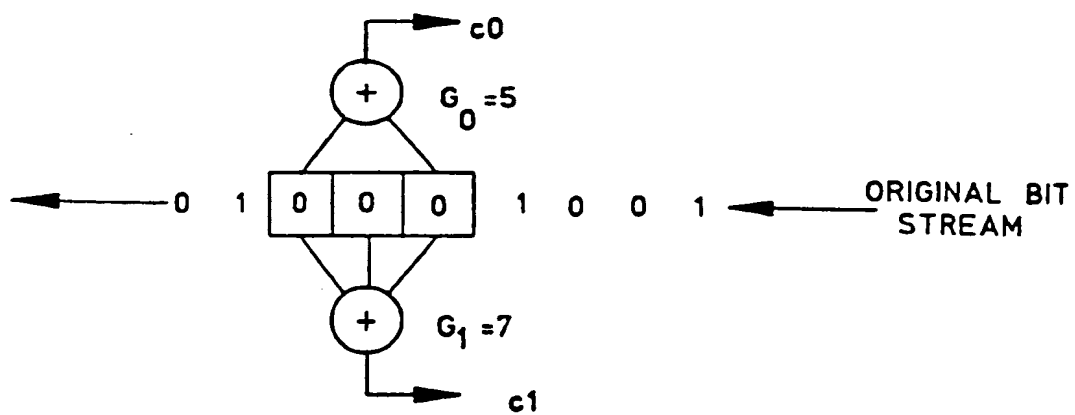 c0
+
G0 =5
0 1 0 0 0 1 0 0 1
ORIGINAL BIT
STREAM
+
G1 =7
c1